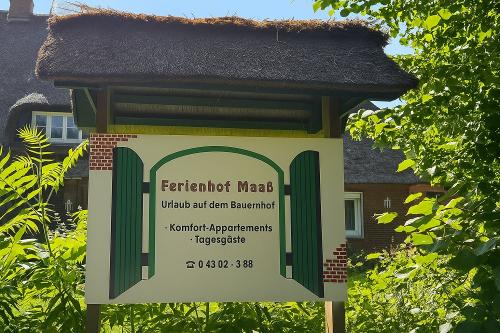 Ferienhof Maaß
Urlaub auf dem Bauernhof
· Komfort-Appartements
· Tagesgäste
☎ 0 43 02 - 3 88